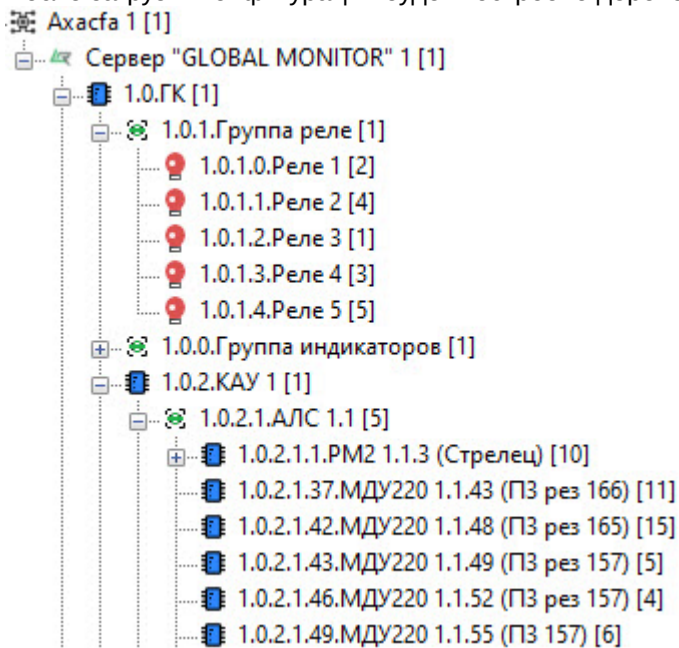 Axacfa 1 [1]
Сервер "GLOBAL MONITOR" 1 [1]
1.0.ГК [1]
1.0.1.Группа реле [1]
1.0.1.0.Реле 1 [2]
1.0.1.1.Реле 2 [4]
1.0.1.2.Реле 3 [1]
1.0.1.3.Реле 4 [3]
1.0.1.4.Реле 5 [5]
1.0.0.Группа индикаторов [1]
1.0.2.КАУ 1 [1]
1.0.2.1.АЛС 1.1 [5]
1.0.2.1.1.РМ2 1.1.3 (Стрелец) [10]
1.0.2.1.37.МДУ220 1.1.43 (ПЗ рез 166) [11]
1.0.2.1.42.МДУ220 1.1.48 (ПЗ рез 165) [15]
1.0.2.1.43.МДУ220 1.1.49 (ПЗ рез 157) [5]
1.0.2.1.46.МДУ220 1.1.52 (ПЗ рез 157) [4]
1.0.2.1.49.МДУ220 1.1.55 (ПЗ 157) [6]